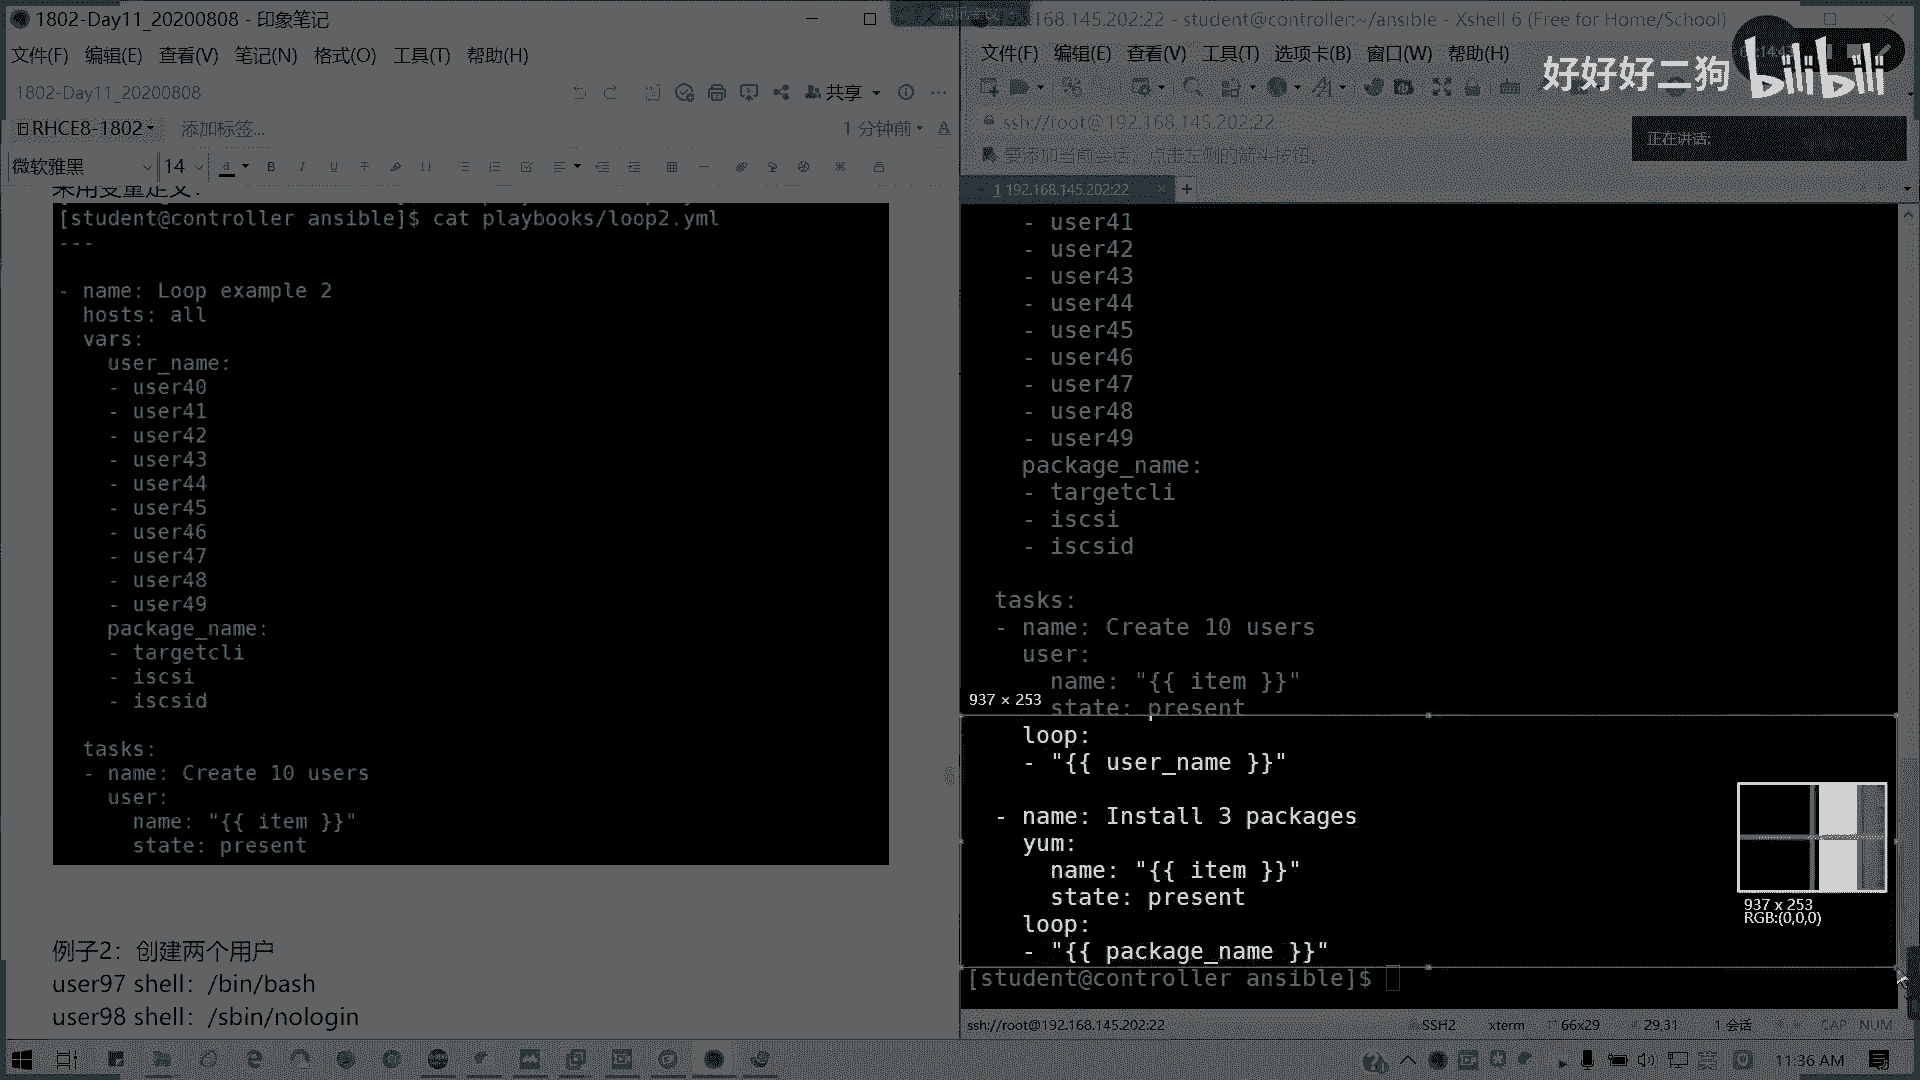 1802-Day11_20200808 - 印象笔记
文件(F) 编辑(E) 查看(V) 笔记(N) 格式(O) 工具(T) 帮助(H)
1802-Day11_20200808
共享
RHCE8-1802
添加标签...
1 分钟前
微软雅黑
14
采用变量定义：
[student@controller ansible]$ cat playbooks/loop2.yml
---
- name: Loop example 2
hosts: all
vars:
user_name:
- user40
- user41
- user42
- user43
- user44
- user45
- user46
- user47
- user48
- user49
package_name:
- targetcli
- iscsi
- iscsid
tasks:
- name: Create 10 users
user:
name: "{{ item }}"
state: present
例子2：创建两个用户
user97 shell：/bin/bash
user98 shell：/sbin/nologin
168.145.202:22 - student@controller:~/ansible - Xshell 6 (Free for Home/School)
文件(F) 编辑(E) 查看(V) 工具(T) 选项卡(B) 窗口(W) 帮助(H)
好好好二狗 bilibili
ssh://root@192.168.145.202:22
正在讲话:
要添加当前会话，点击左侧的箭头按钮。
1 192.168.145.202:22
- user41
- user42
- user43
- user44
- user45
- user46
- user47
- user48
- user49
package_name:
- targetcli
- iscsi
- iscsid
tasks:
- name: Create 10 users
user:
name: "{{ item }}"
937 × 253
state: present
loop:
- "{{ user_name }}"
- name: Install 3 packages
yum:
name: "{{ item }}"
state: present
loop:
- "{{ package_name }}"
937 x 253
RGB:(0,0,0)
[student@controller ansible]$
ssh://root@192.168.145.202:22
SSH2
xterm
66x29
29,31
1 会话
CAP NUM
英
11:36 AM